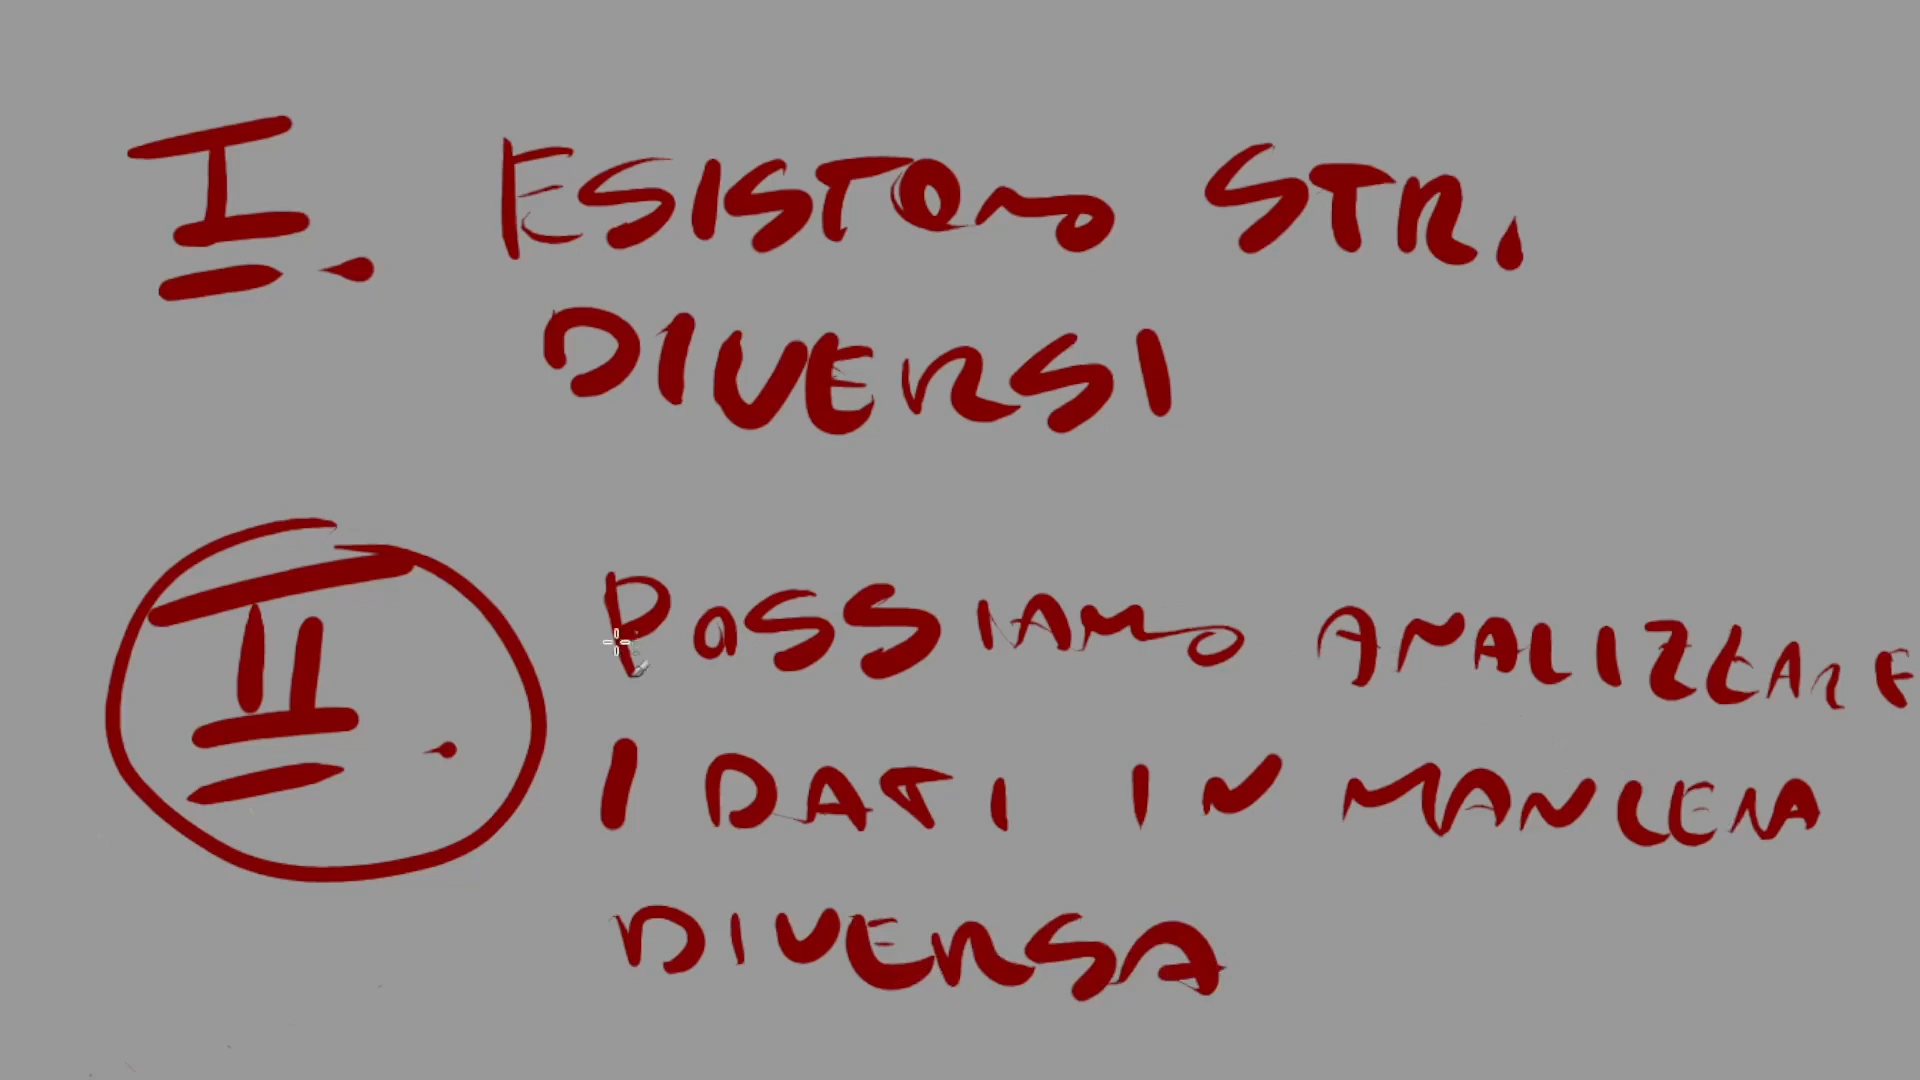 I. ESISTONO STR.
DIVERSI
II. POSSIAMO ANALIZZARE
I DATI IN MANIERA
DIVERSA